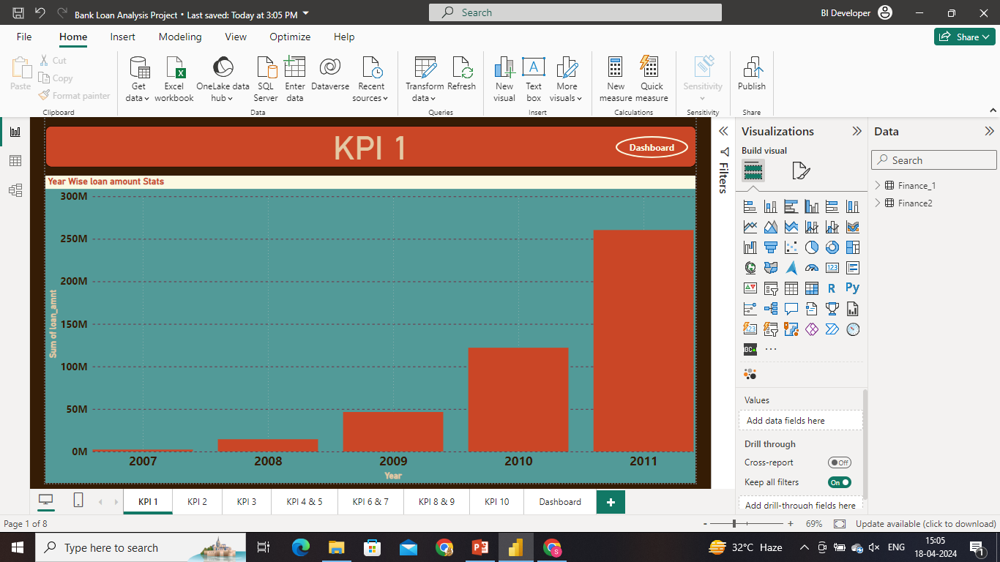 Bank Loan Analysis Project • Last saved: Today at 3:05 PM
Search
BI Developer
File Home Insert Modeling View Optimize Help
Share
Paste
Cut
Copy
Format painter
Clipboard
Get data
Excel workbook
OneLake data hub
SQL Server
Enter data
Dataverse
Recent sources
Data
Transform data
Refresh
Queries
New visual
Text box
More visuals
Insert
New measure
Quick measure
Calculations
Sensitivity
Sensitivity
Publish
Share
KPI 1
Dashboard
Year Wise loan amount Stats
300M
250M
200M
150M
100M
50M
0M
Sum of loan_amnt
2007 2008 2009 2010 2011
Year
Filters
Visualizations
Build visual
123
R
Py
123
Values
Add data fields here
Drill through
Cross-report
Off
Keep all filters
On
Add drill-through fields here
Data
Search
Finance_1
Finance2
KPI 1 KPI 2 KPI 3 KPI 4 & 5 KPI 6 & 7 KPI 8 & 9 KPI 10 Dashboard +
Page 1 of 8
- + 69%
Update available (click to download)
Type here to search
32°C Haze
ENG
15:05
18-04-2024
1